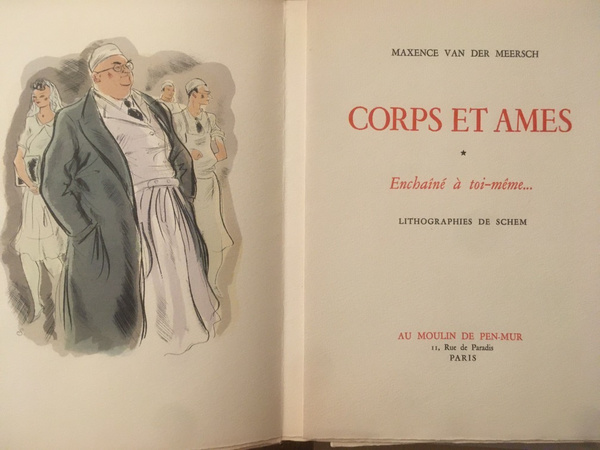 MAXENCE VAN DER MEERSCH
CORPS ET AMES
★
Enchaîné à toi-même...
LITHOGRAPHIES DE SCHEM
AU MOULIN DE PEN-MUR
11, Rue de Paradis
PARIS